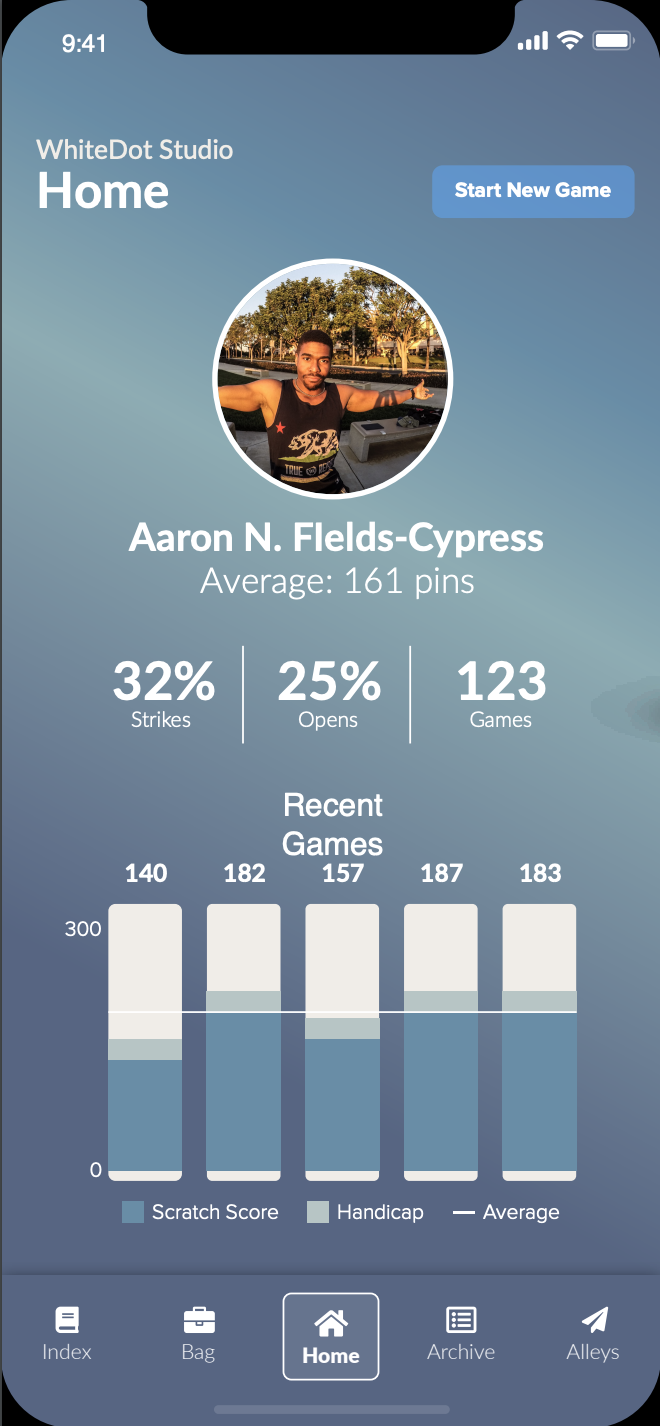 9:41
WhiteDot Studio
Home
Start New Game
TRUE
Aaron N. FIelds-Cypress
Average: 161 pins
32% 25% 123
Strikes Opens Games
Recent
Games
140 182 157 187 183
300
0
Scratch Score Handicap Average
Index Bag Home Archive Alleys